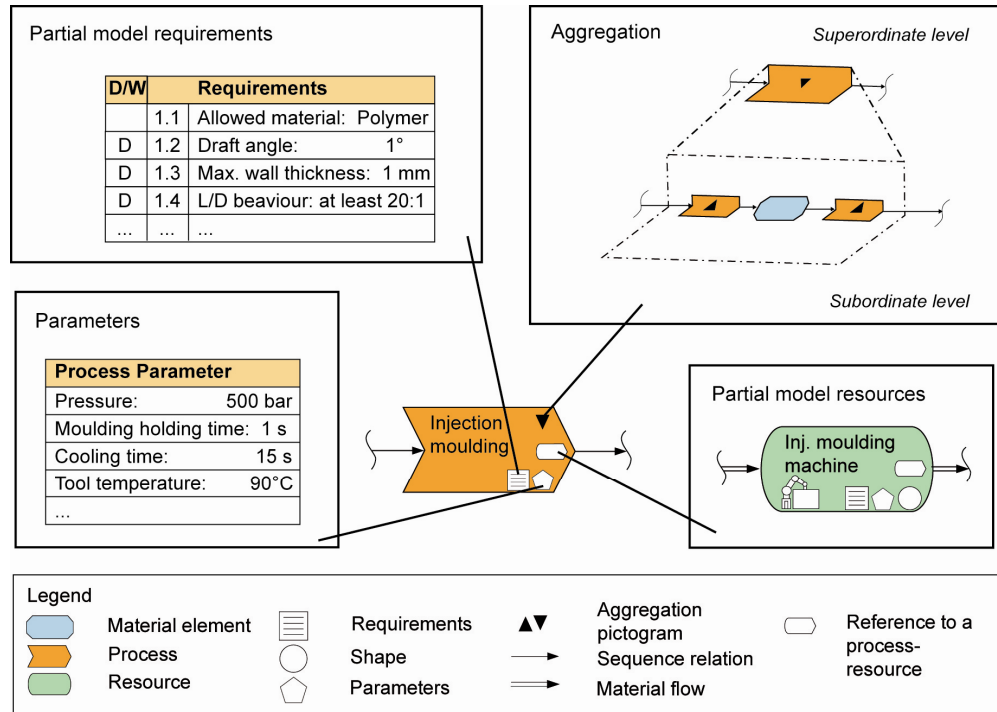 Partial model requirements
D/W Requirements
1.1 Allowed material: Polymer
D 1.2 Draft angle: 1°
D 1.3 Max. wall thickness: 1 mm
D 1.4 L/D beaviour: at least 20:1
... ... ...
Aggregation
Superordinate level
Subordinate level
Parameters
Process Parameter
Pressure: 500 bar
Moulding holding time: 1 s
Cooling time: 15 s
Tool temperature: 90°C
...
Injection
moulding
Partial model resources
Inj. moulding
machine
Legend
Material element
Process
Resource
Requirements
Shape
Parameters
Aggregation
pictogram
Sequence relation
Material flow
Reference to a
process-
resource